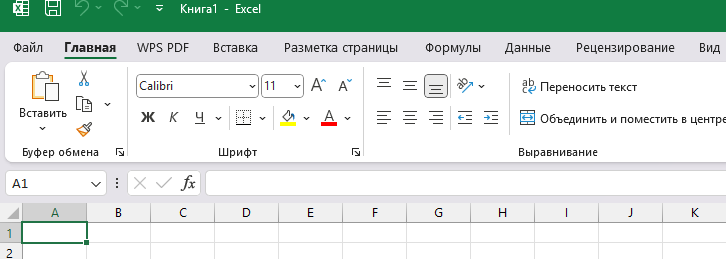 Книга1 - Excel
Файл Главная WPS PDF Вставка Разметка страницы Формулы Данные Рецензирование Вид
Вставить
Calibri 11 A A
Ж К Ч А
ab Переносить текст
Объединить и поместить в центре
Буфер обмена Шрифт Выравнивание
A1 fx
A B C D E F G H I J K
1
2